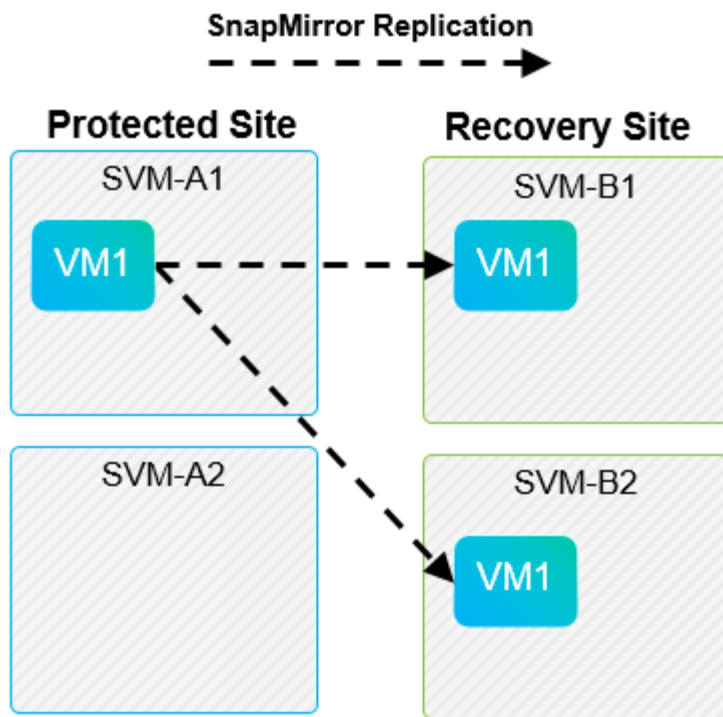 SnapMirror Replication
Protected Site
Recovery Site
SVM-A1
SVM-B1
VM1
VM1
SVM-A2
SVM-B2
VM1